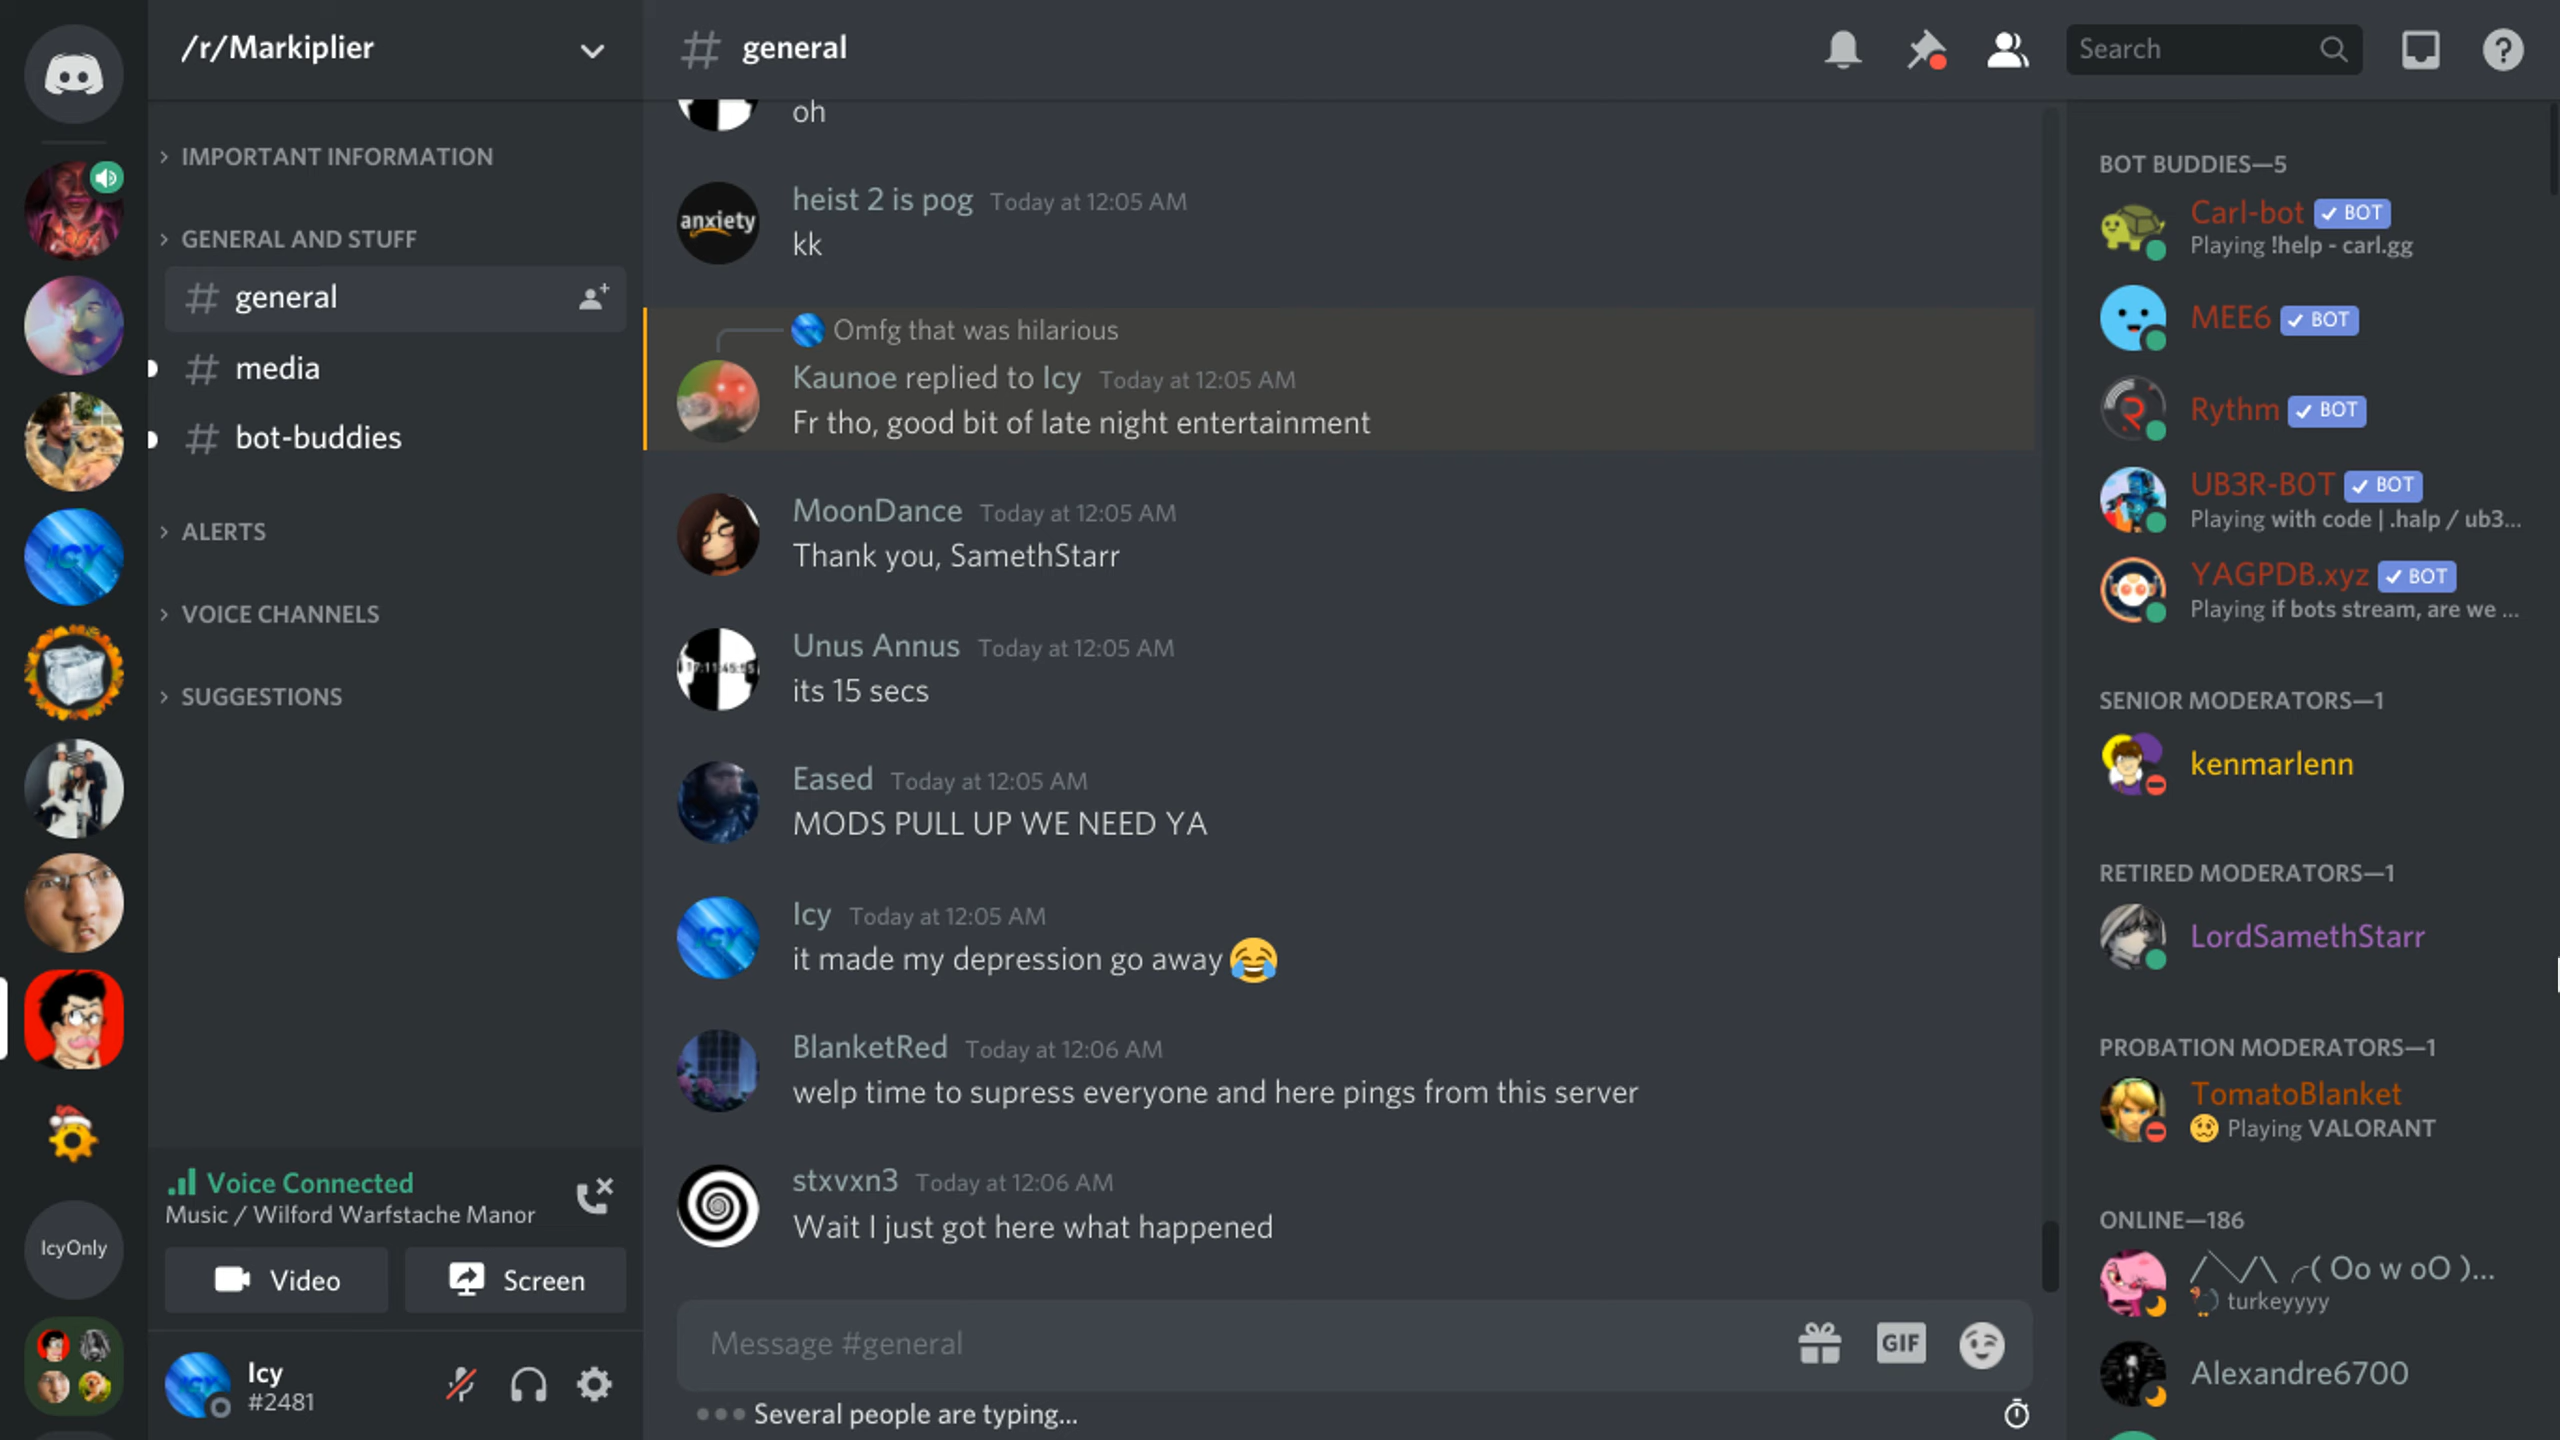 /r/Markiplier
IMPORTANT INFORMATION
GENERAL AND STUFF
general
media
bot-buddies
ALERTS
VOICE CHANNELS
SUGGESTIONS
ICY
IcyOnly
Voice Connected
Music / Wilford Warfstache Manor
Video
Screen
Icy
#2481
general
Search
oh
anxiety
heist 2 is pog Today at 12:05 AM
kk
Omfg that was hilarious
Kaunoe replied to Icy Today at 12:05 AM
Fr tho, good bit of late night entertainment
MoonDance Today at 12:05 AM
Thank you, SamethStarr
Unus Annus Today at 12:05 AM
its 15 secs
Eased Today at 12:05 AM
MODS PULL UP WE NEED YA
Icy Today at 12:05 AM
it made my depression go away 😂
BlanketRed Today at 12:06 AM
welp time to supress everyone and here pings from this server
stxvxn3 Today at 12:06 AM
Wait I just got here what happened
Message #general
GIF
Several people are typing...
BOT BUDDIES—5
Carl-bot ✓ BOT
Playing !help - carl.gg
MEE6 ✓ BOT
Rythm ✓ BOT
UB3R-B0T ✓ BOT
Playing with code | .halp / ub3...
YAGPDB.xyz ✓ BOT
Playing if bots stream, are we ...
SENIOR MODERATORS—1
kenmarlenn
RETIRED MODERATORS—1
LordSamethStarr
PROBATION MODERATORS—1
TomatoBlanket
Playing VALORANT
ONLINE—186
( Oo w oO )...
turkeyyyy
Alexandre6700